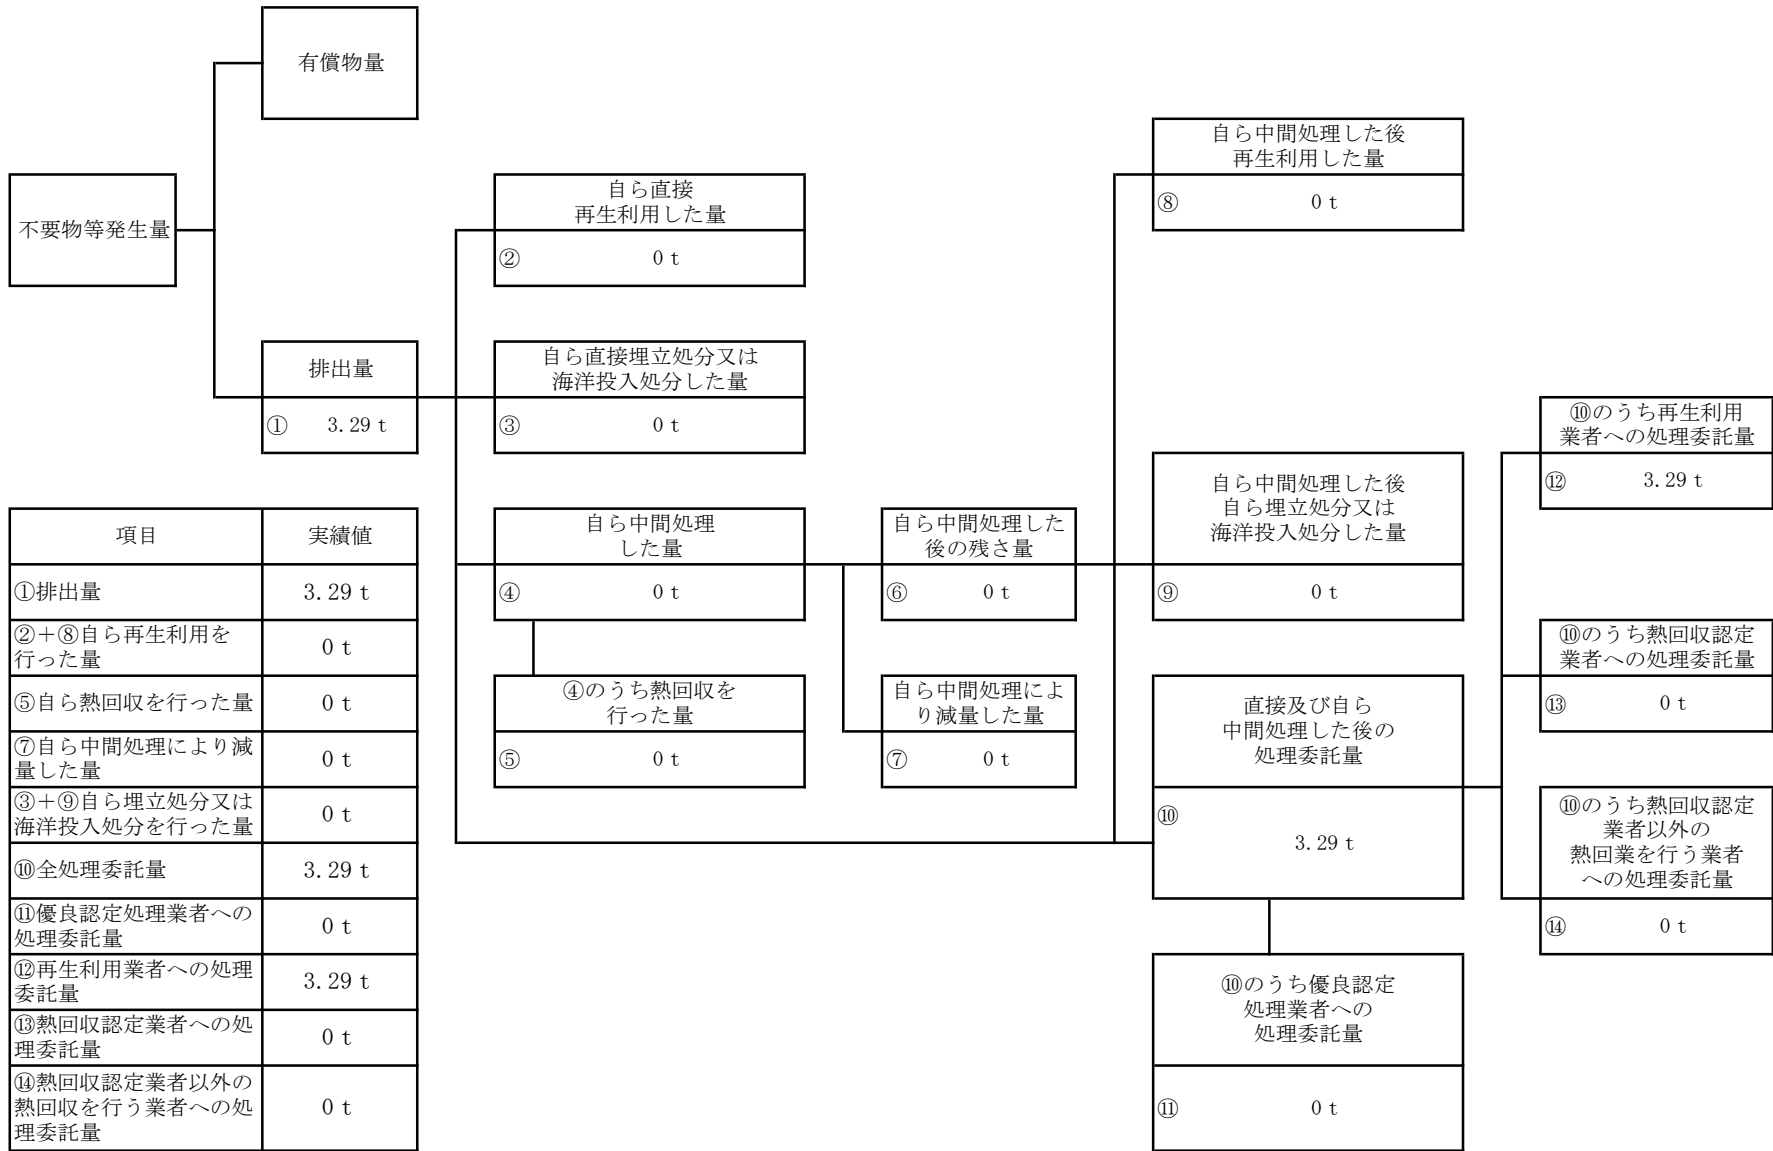 有償物量
不要物等発生量
排出量
① 3.29 t
自ら直接
再生利用した量
② 0 t
自ら直接埋立処分又は
海洋投入処分した量
③ 0 t
自ら中間処理
した量
④ 0 t
④のうち熱回収を
行った量
⑤ 0 t
自ら中間処理した
後の残さ量
⑥ 0 t
自ら中間処理によ
り減量した量
⑦ 0 t
自ら中間処理した後
再生利用した量
⑧ 0 t
自ら中間処理した後
自ら埋立処分又は
海洋投入処分した量
⑨ 0 t
直接及び自ら
中間処理した後の
処理委託量
⑩
3.29 t
⑩のうち優良認定
処理業者への
処理委託量
⑪ 0 t
⑩のうち再生利用
業者への処理委託量
⑫ 3.29 t
⑩のうち熱回収認定
業者への処理委託量
⑬ 0 t
⑩のうち熱回収認定
業者以外の
熱回業を行う業者
への処理委託量
⑭ 0 t
項目 実績値
①排出量 3.29 t
②＋⑧自ら再生利用を
行った量 0 t
⑤自ら熱回収を行った量 0 t
⑦自ら中間処理により減
量した量 0 t
③＋⑨自ら埋立処分又は
海洋投入処分を行った量 0 t
⑩全処理委託量 3.29 t
⑪優良認定処理業者への
処理委託量 0 t
⑫再生利用業者への処理
委託量 3.29 t
⑬熱回収認定業者への処
理委託量 0 t
⑭熱回収認定業者以外の
熱回収を行う業者への処
理委託量 0 t